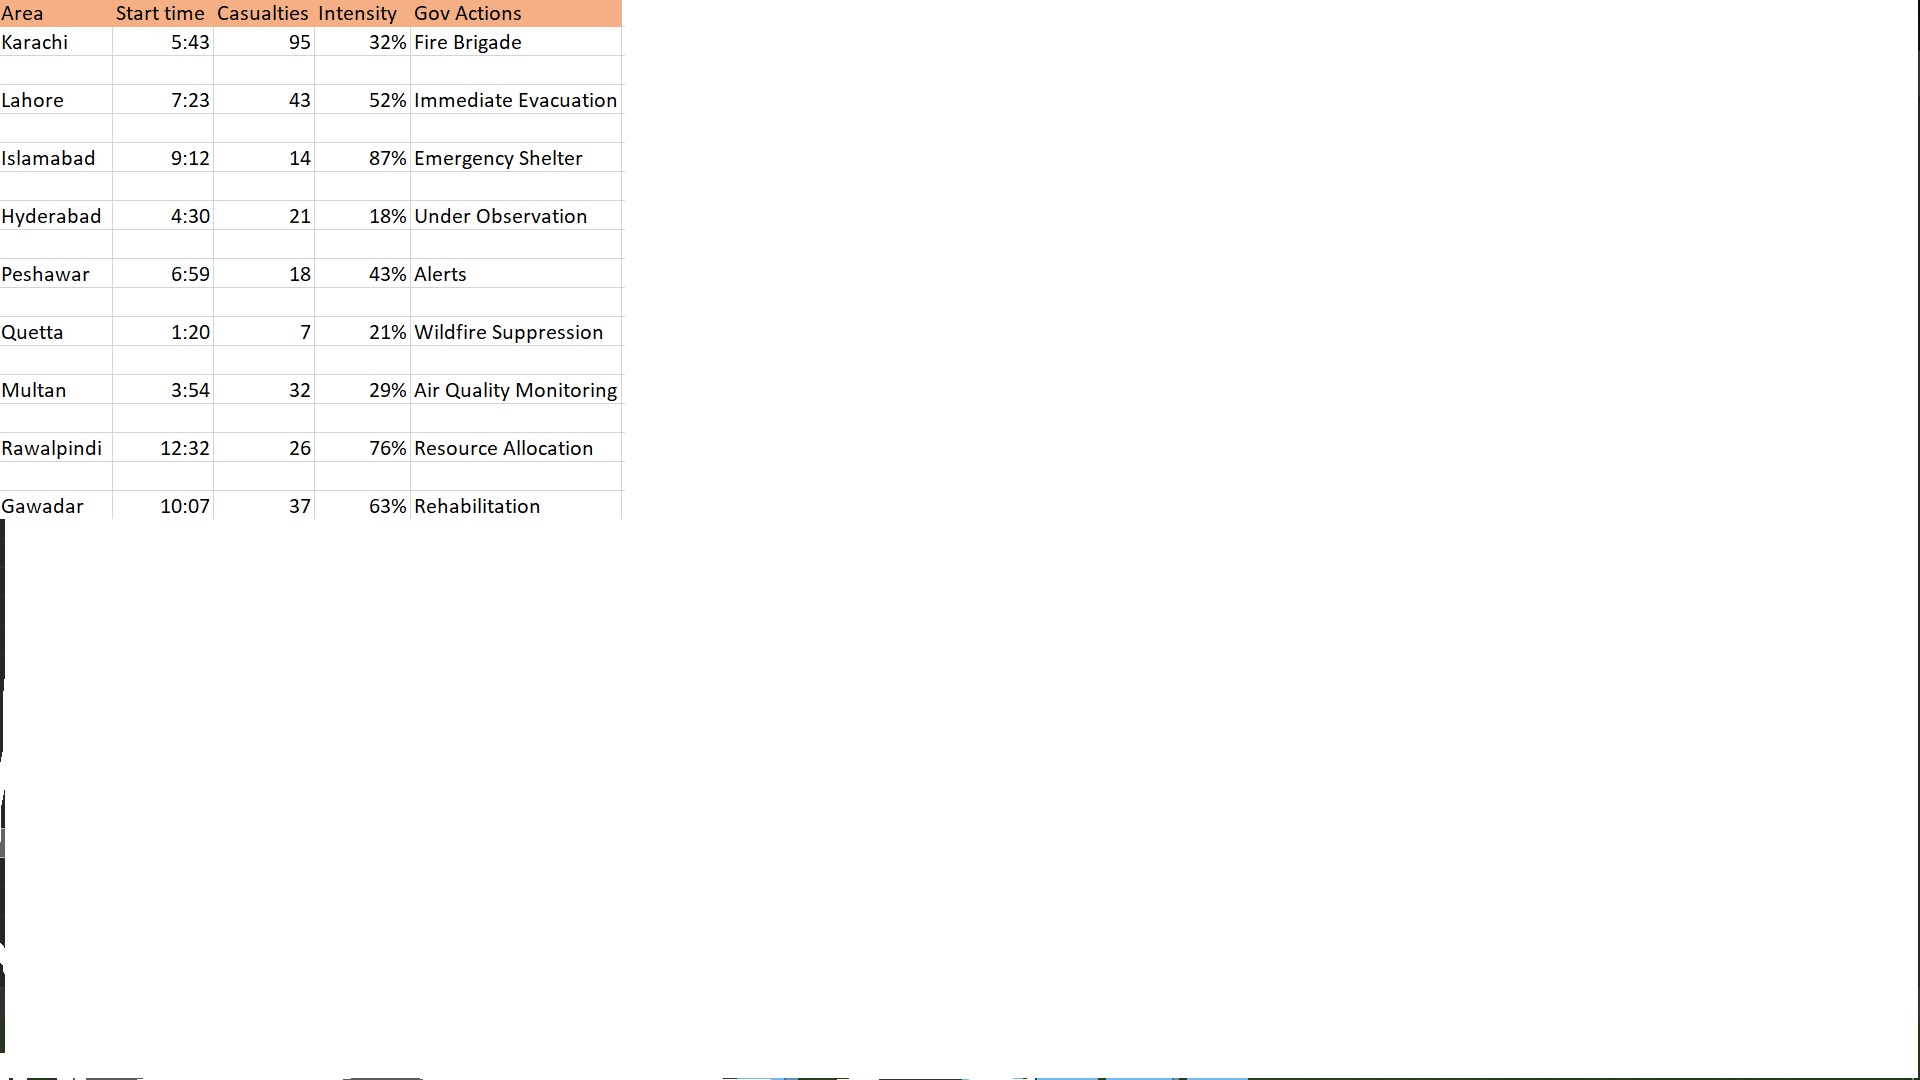 Area Start time Casualties Intensity Gov Actions
Karachi 5:43 95 32% Fire Brigade
Lahore 7:23 43 52% Immediate Evacuation
Islamabad 9:12 14 87% Emergency Shelter
Hyderabad 4:30 21 18% Under Observation
Peshawar 6:59 18 43% Alerts
Quetta 1:20 7 21% Wildfire Suppression
Multan 3:54 32 29% Air Quality Monitoring
Rawalpindi 12:32 26 76% Resource Allocation
Gawadar 10:07 37 63% Rehabilitation